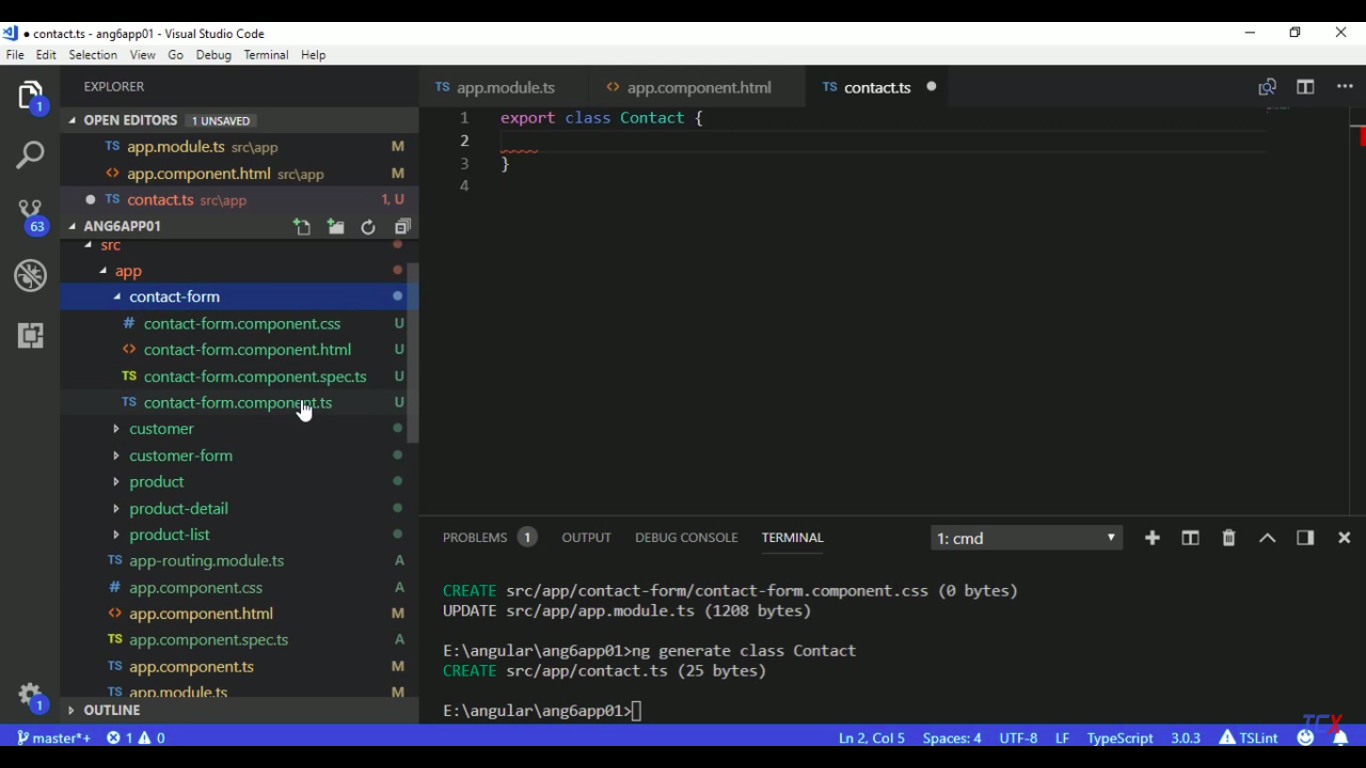 ● contact.ts - ang6app01 - Visual Studio Code
File Edit Selection View Go Debug Terminal Help
EXPLORER
OPEN EDITORS 1 UNSAVED
TS app.module.ts src\app M
<> app.component.html src\app M
● TS contact.ts src\app 1, U
ANG6APP01
src
app
contact-form
# contact-form.component.css U
<> contact-form.component.html U
TS contact-form.component.spec.ts U
TS contact-form.component.ts U
customer
customer-form
product
product-detail
product-list
TS app-routing.module.ts A
# app.component.css A
<> app.component.html M
TS app.component.spec.ts A
TS app.component.ts M
TS app.module.ts M
OUTLINE
1
63
1
TS app.module.ts <> app.component.html TS contact.ts ●
1 export class Contact {
2
3 }
4
PROBLEMS 1 OUTPUT DEBUG CONSOLE TERMINAL 1: cmd
CREATE src/app/contact-form/contact-form.component.css (0 bytes)
UPDATE src/app/app.module.ts (1208 bytes)
E:\angular\ang6app01>ng generate class Contact
CREATE src/app/contact.ts (25 bytes)
E:\angular\ang6app01>
master*+ 1 0 Ln 2, Col 5 Spaces: 4 UTF-8 LF TypeScript 3.0.3 TSLint
TCX